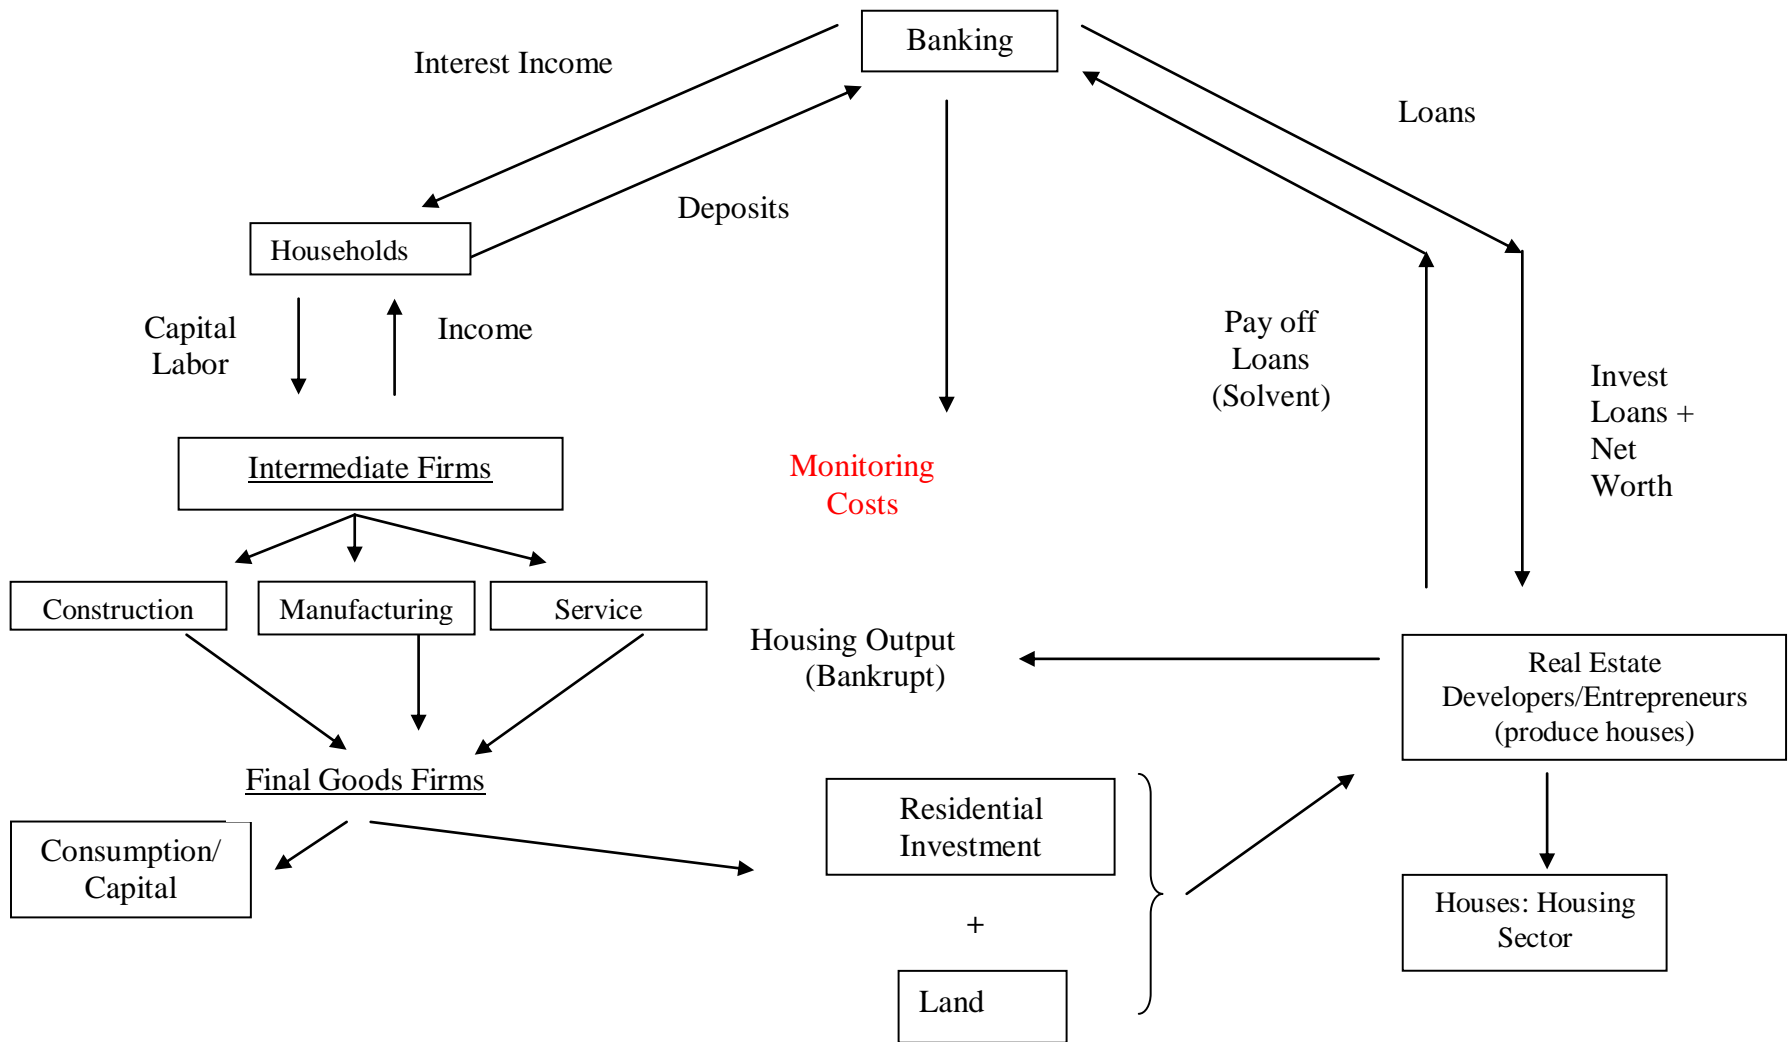 Banking
Interest Income
Loans
Deposits
Households
Capital
Labor
Income
Pay off
Loans
(Solvent)
Invest
Loans +
Net
Worth
Intermediate Firms
Monitoring
Costs
Construction
Manufacturing
Service
Housing Output
(Bankrupt)
Real Estate
Developers/Entrepreneurs
(produce houses)
Final Goods Firms
Residential
Investment
Consumption/
Capital
+
Houses: Housing
Sector
Land